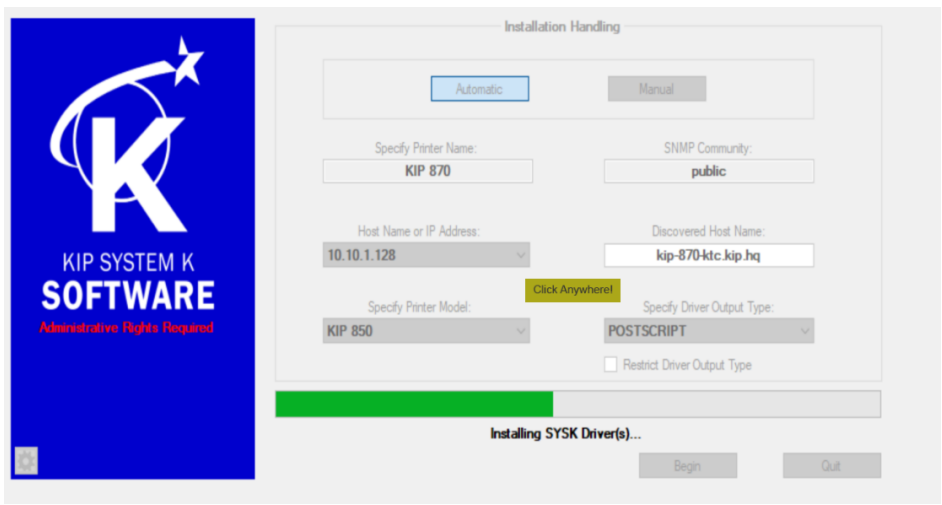 Installation Handling
Automatic
Manual
Specify Printer Name:
SNMP Community:
KIP 870
public
Host Name or IP Address:
Discovered Host Name:
10.10.1.128
kip-870-ktc.kip.hq
Click Anywhere!
Specify Printer Model:
Specify Driver Output Type:
KIP 850
POSTSCRIPT
Restrict Driver Output Type
Installing SYSK Driver(s)...
Begin
Quit
K
KIP SYSTEM K
SOFTWARE
Administrative Rights Required